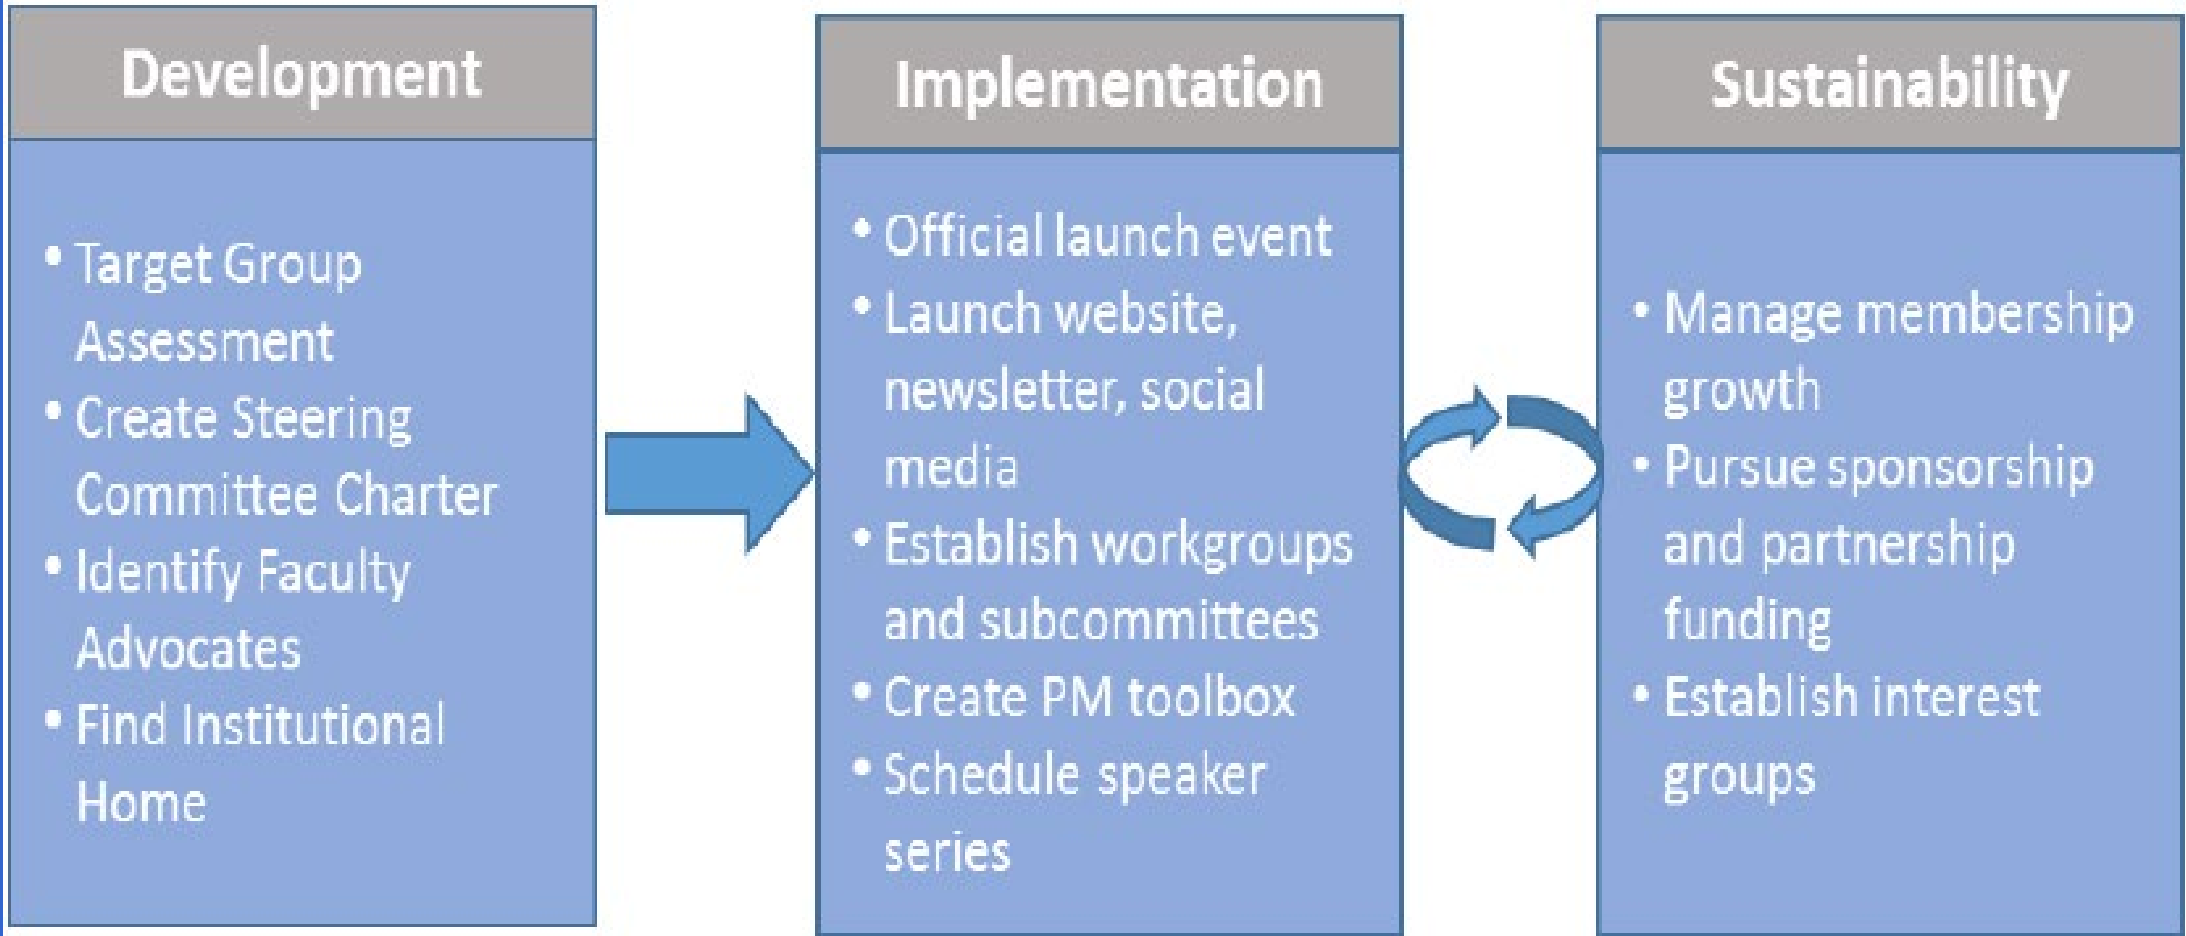 Development
• Target Group
Assessment
• Create Steering
Committee Charter
• Identify Faculty
Advocates
• Find Institutional
Home
Implementation
• Official launch event
• Launch website,
newsletter, social
media
• Establish workgroups
and subcommittees
• Create PM toolbox
• Schedule speaker
series
Sustainability
• Manage membership
growth
• Pursue sponsorship
and partnership
funding
• Establish interest
groups